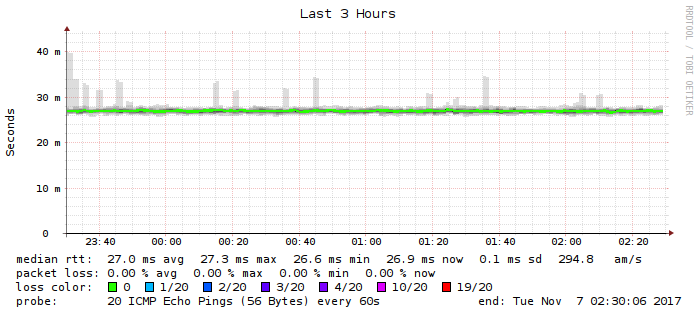 Last 3 Hours
RRDTOOL / TOBI OETIKER
Seconds
40 m
30 m
20 m
10 m
0
23:40 00:00 00:20 00:40 01:00 01:20 01:40 02:00 02:20
median rtt: 27.0 ms avg 27.3 ms max 26.6 ms min 26.9 ms now 0.1 ms sd 294.8 am/s
packet loss: 0.00 % avg 0.00 % max 0.00 % min 0.00 % now
loss color: 0 1/20 2/20 3/20 4/20 10/20 19/20
probe: 20 ICMP Echo Pings (56 Bytes) every 60s end: Tue Nov 7 02:30:06 2017